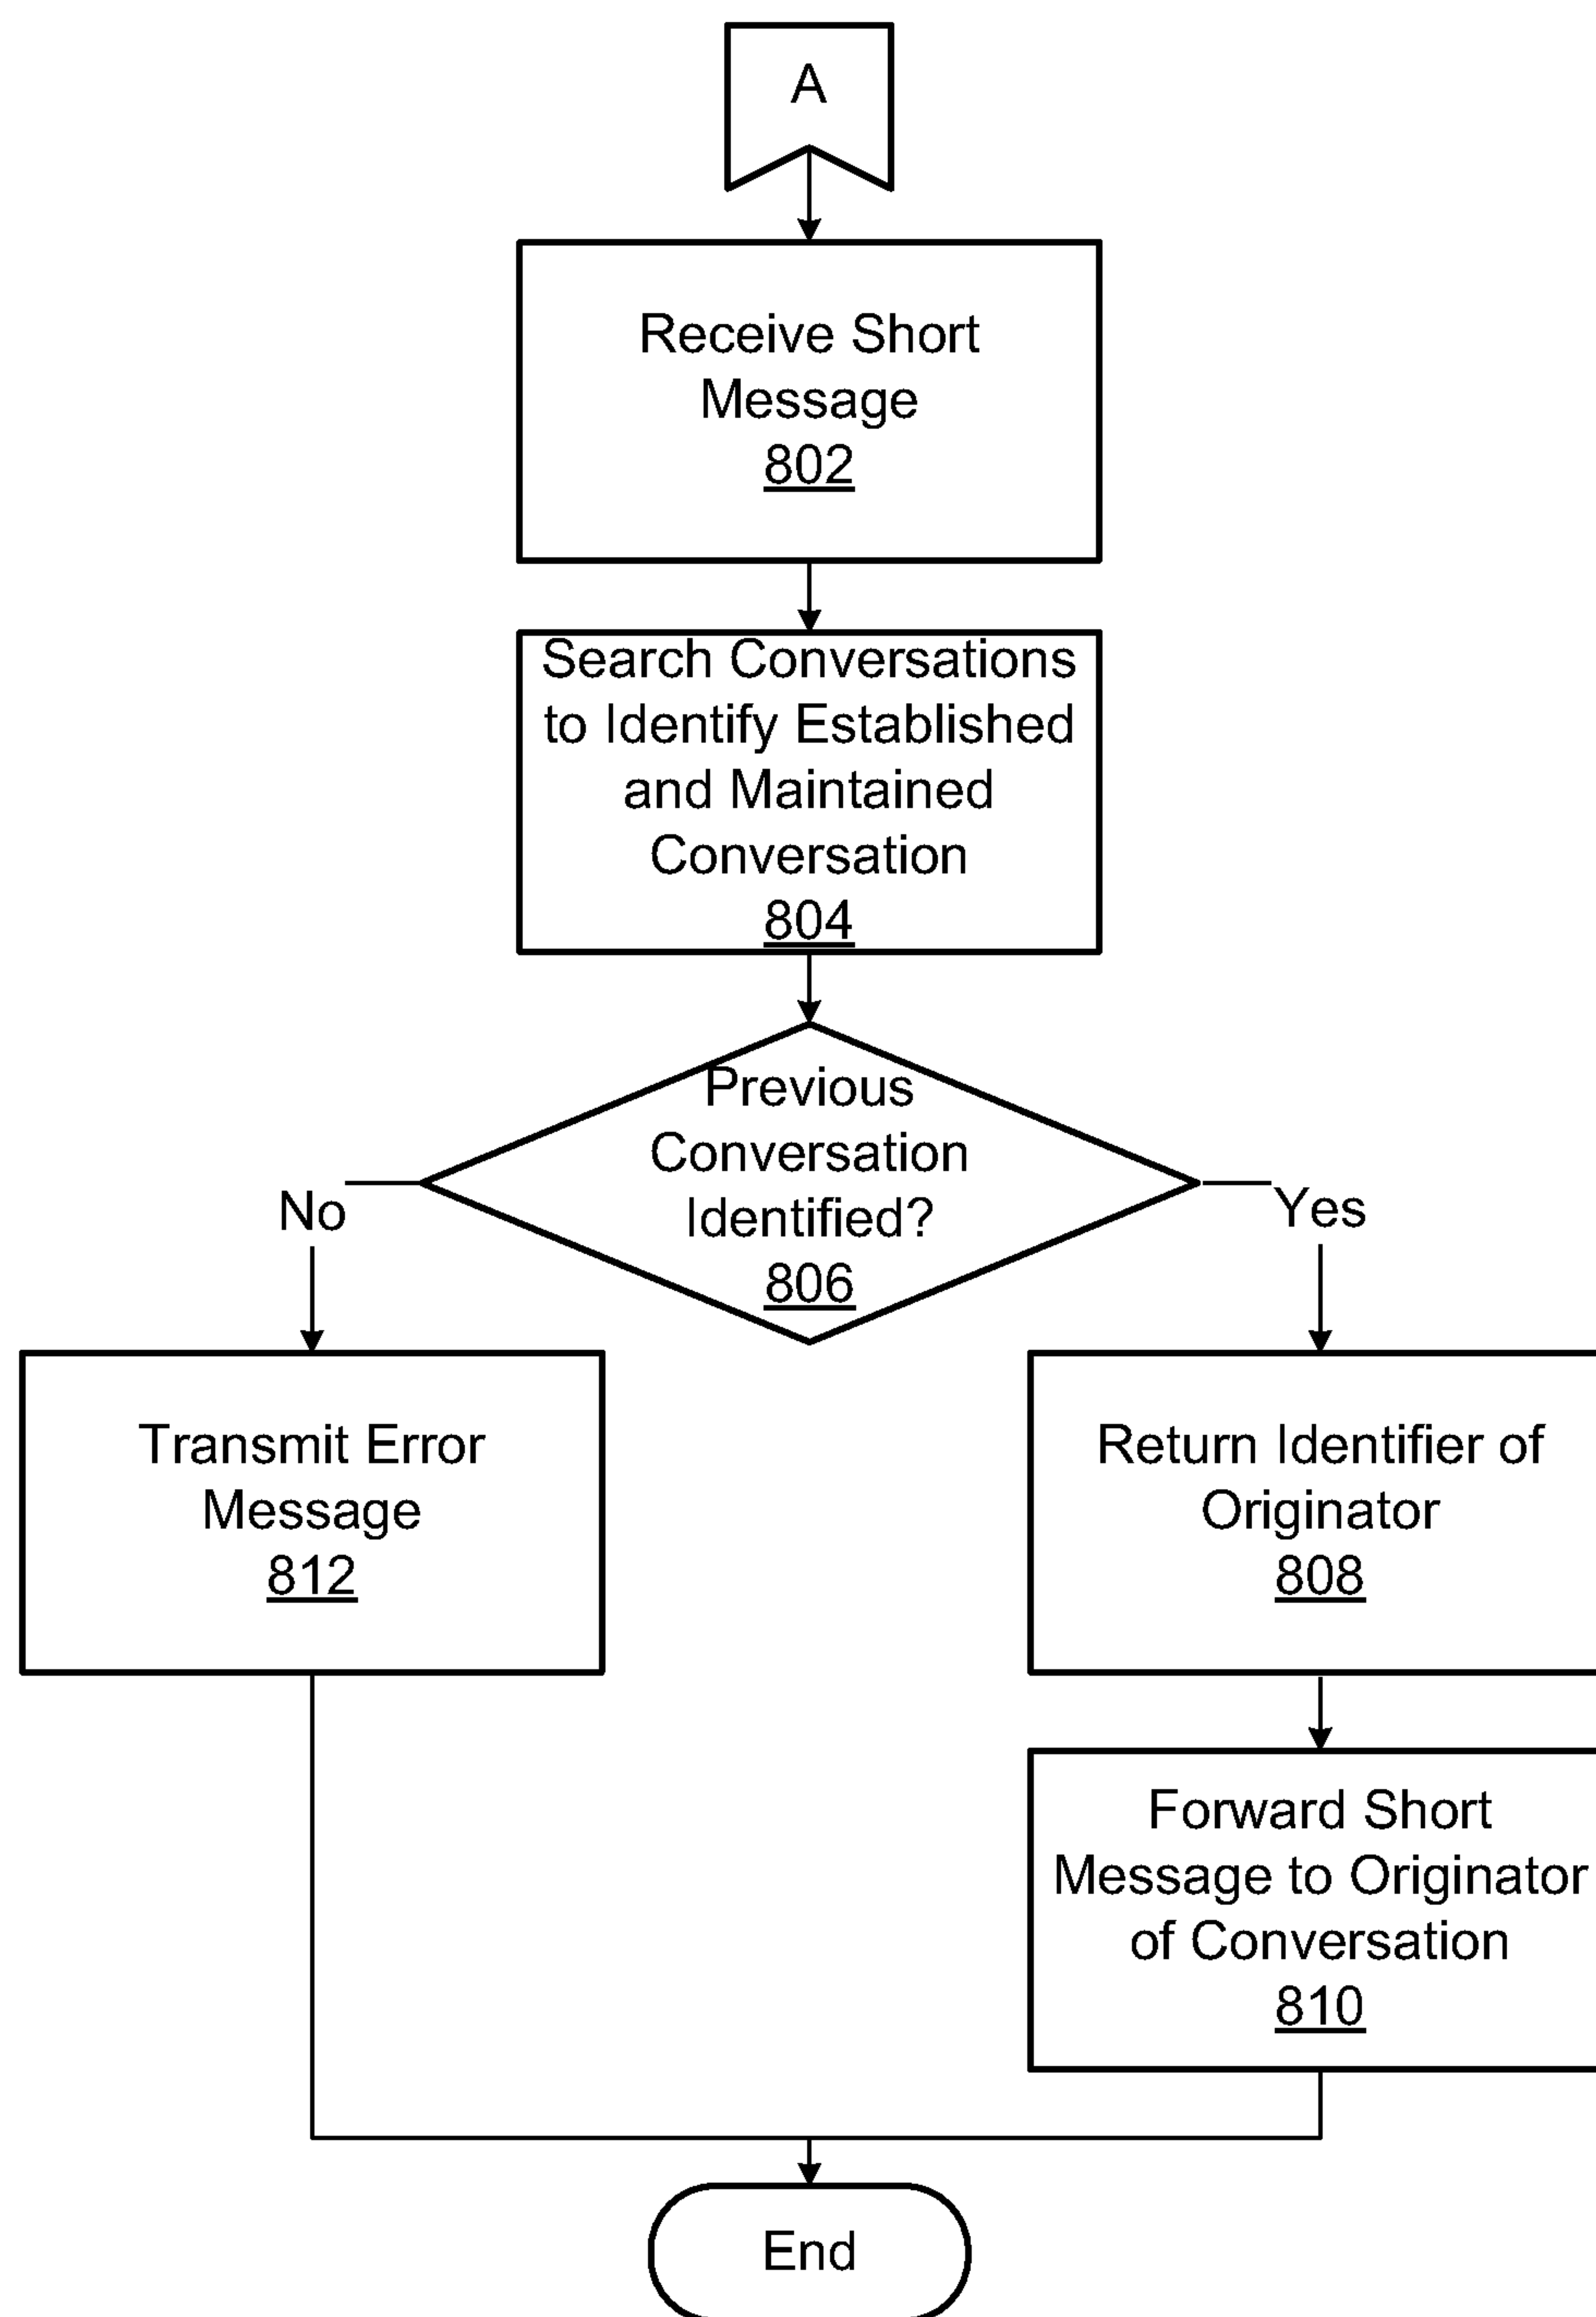 A
Receive Short
Message
802
Search Conversations
to Identify Established
and Maintained
Conversation
804
Previous
Conversation
Identified?
806
No
Yes
Transmit Error
Message
812
Return Identifier of
Originator
808
Forward Short
Message to Originator
of Conversation
810
End